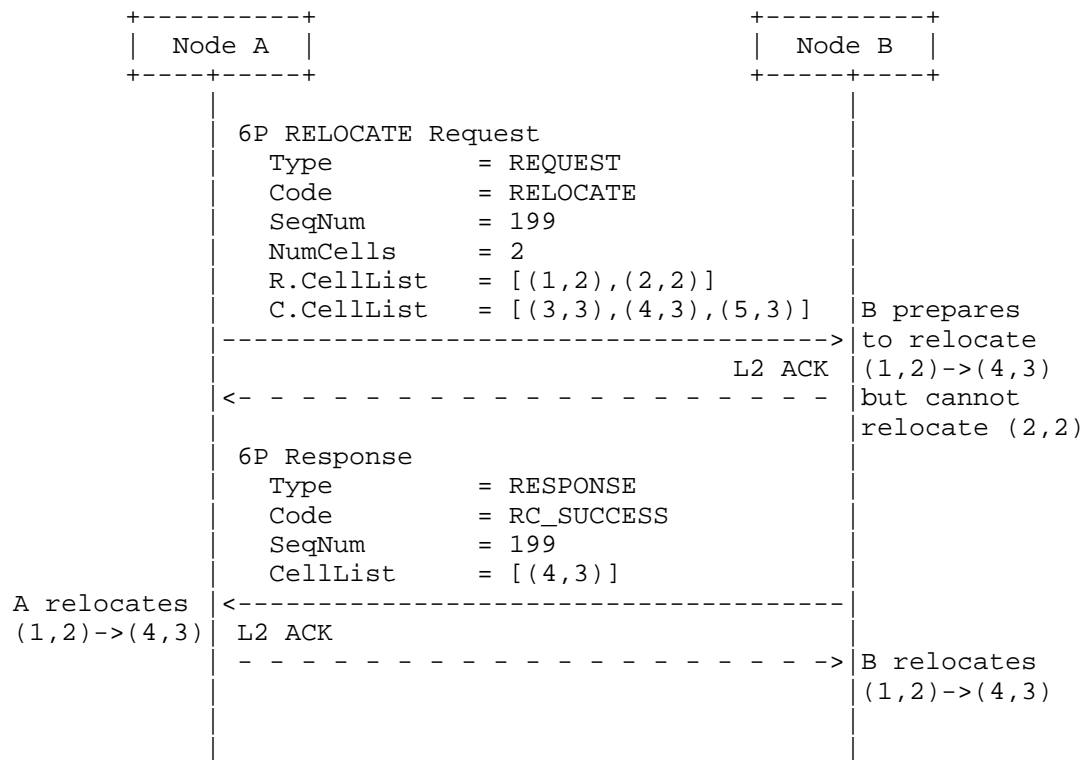 Node A Node B
6P RELOCATE Request
Type = REQUEST
Code = RELOCATE
SeqNum = 199
NumCells = 2
R.CellList = [(1,2),(2,2)]
C.CellList = [(3,3),(4,3),(5,3)] B prepares
to relocate
L2 ACK (1,2)->(4,3)
but cannot
relocate (2,2)
6P Response
Type = RESPONSE
Code = RC_SUCCESS
SeqNum = 199
CellList = [(4,3)]
A relocates
(1,2)->(4,3) L2 ACK
B relocates
(1,2)->(4,3)